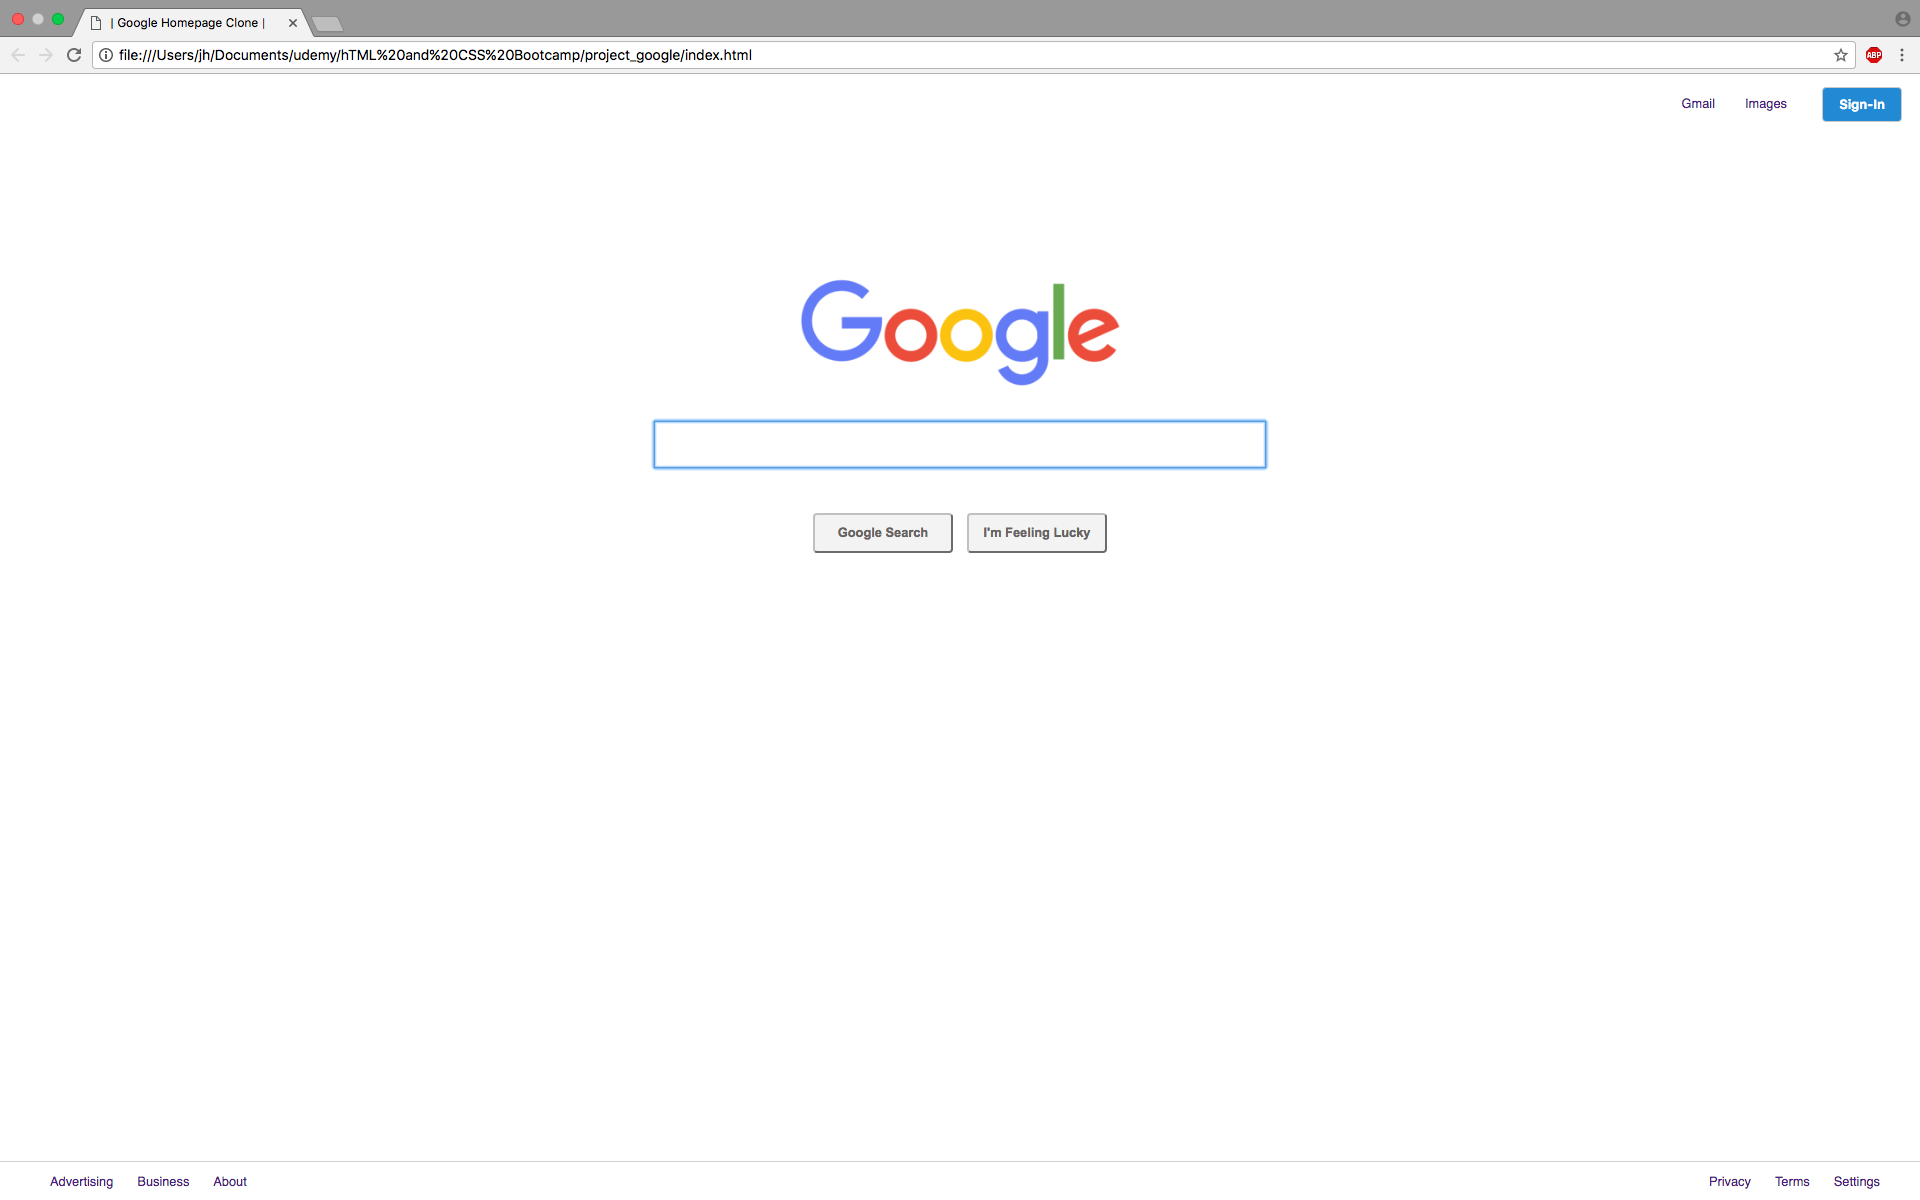 | Google Homepage Clone |
file:///Users/jh/Documents/udemy/hTML%20and%20CSS%20Bootcamp/project_google/index.html
ABP
Gmail Images Sign-In
Google
Google Search I'm Feeling Lucky
Advertising Business About Privacy Terms Settings